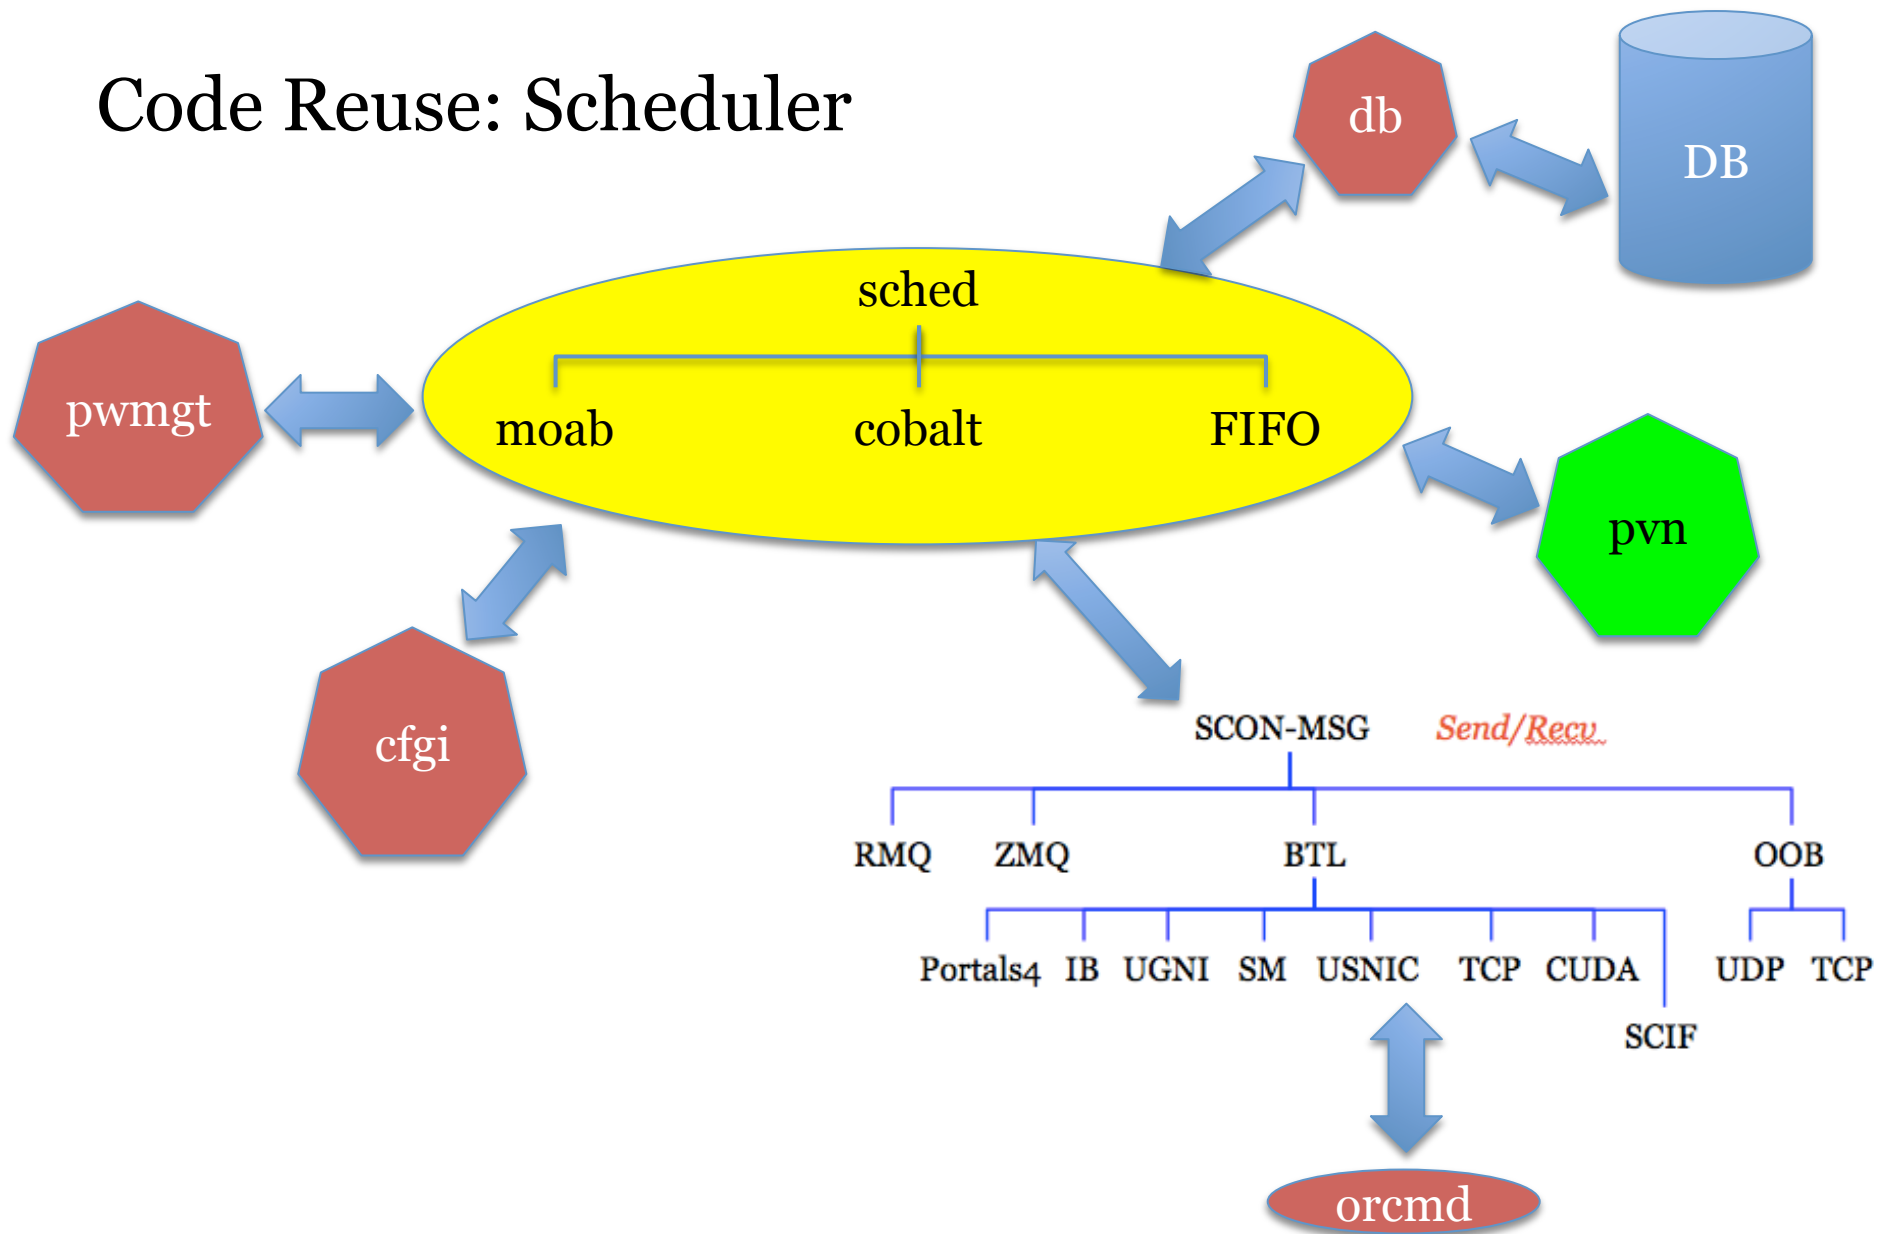 Code Reuse: Scheduler
db
DB
sched
pwmgt
moab cobalt FIFO
pvn
cfgi
SCON-MSG Send/Recv
RMQ ZMQ BTL OOB
Portals4 IB UGNI SM USNIC TCP CUDA UDP TCP
SCIF
orcmd